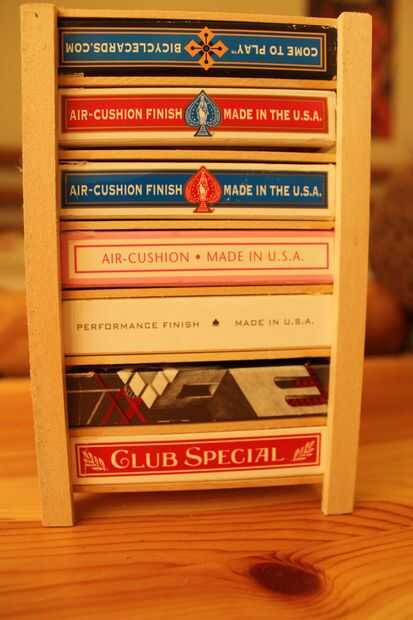 COME TO PLAY™ BICYCLECARDS.COM
AIR-CUSHION FINISH MADE IN THE U.S.A.
AIR-CUSHION FINISH MADE IN THE U.S.A.
AIR-CUSHION • MADE IN U.S.A.
PERFORMANCE FINISH ♠ MADE IN U.S.A.
CLUB SPECIAL